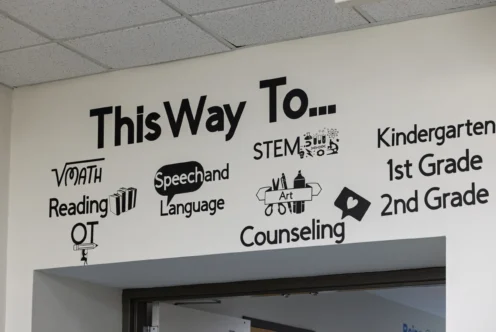 This Way To...
√MATH
Reading
OT
Speech and
Language
STEM
Art
Counseling
Kindergarten
1st Grade
2nd Grade